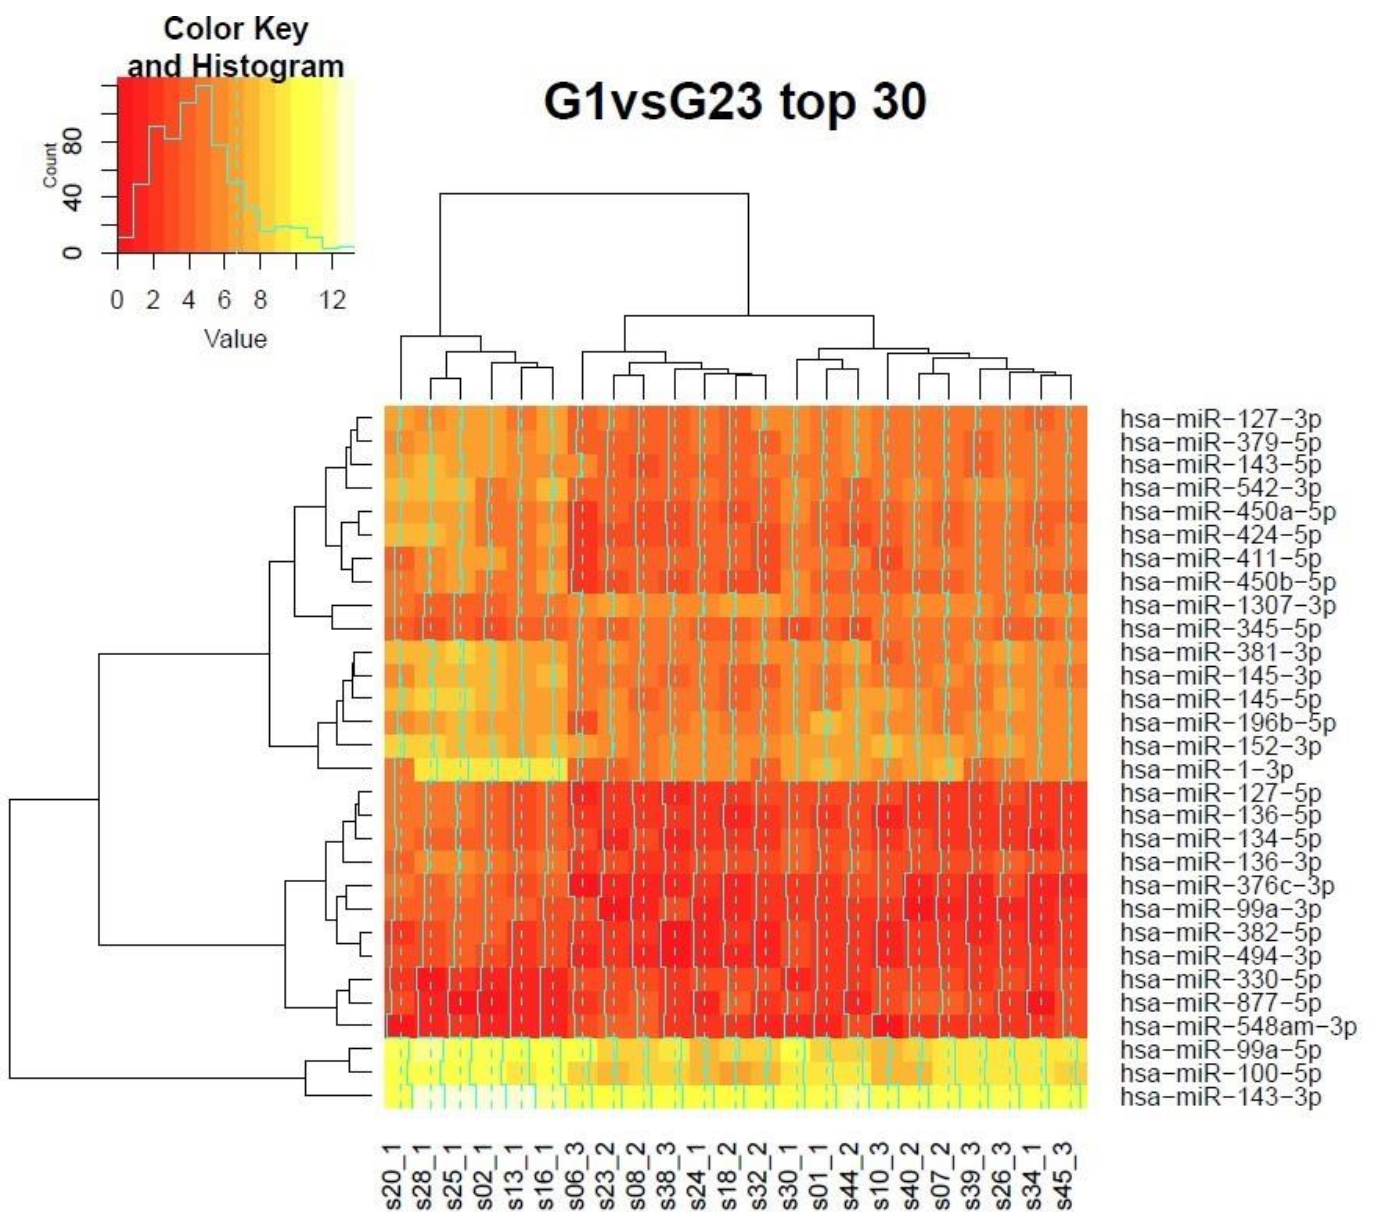 Color Key
and Histogram
G1vsG23 top 30
Count
0 40 80
0 2 4 6 8 12
Value
hsa-miR-127-3p
hsa-miR-379-5p
hsa-miR-143-5p
hsa-miR-542-3p
hsa-miR-450a-5p
hsa-miR-424-5p
hsa-miR-411-5p
hsa-miR-450b-5p
hsa-miR-1307-3p
hsa-miR-345-5p
hsa-miR-381-3p
hsa-miR-145-3p
hsa-miR-145-5p
hsa-miR-196b-5p
hsa-miR-152-3p
hsa-miR-1-3p
hsa-miR-127-5p
hsa-miR-136-5p
hsa-miR-134-5p
hsa-miR-136-3p
hsa-miR-376c-3p
hsa-miR-99a-3p
hsa-miR-382-5p
hsa-miR-494-3p
hsa-miR-330-5p
hsa-miR-877-5p
hsa-miR-548am-3p
hsa-miR-99a-5p
hsa-miR-100-5p
hsa-miR-143-3p
s20_1
s28_1
s25_1
s02_1
s13_1
s16_1
s06_3
s23_2
s08_2
s38_3
s24_1
s18_2
s32_2
s30_1
s01_1
s44_2
s10_3
s40_2
s07_2
s39_3
s26_3
s34_1
s45_3